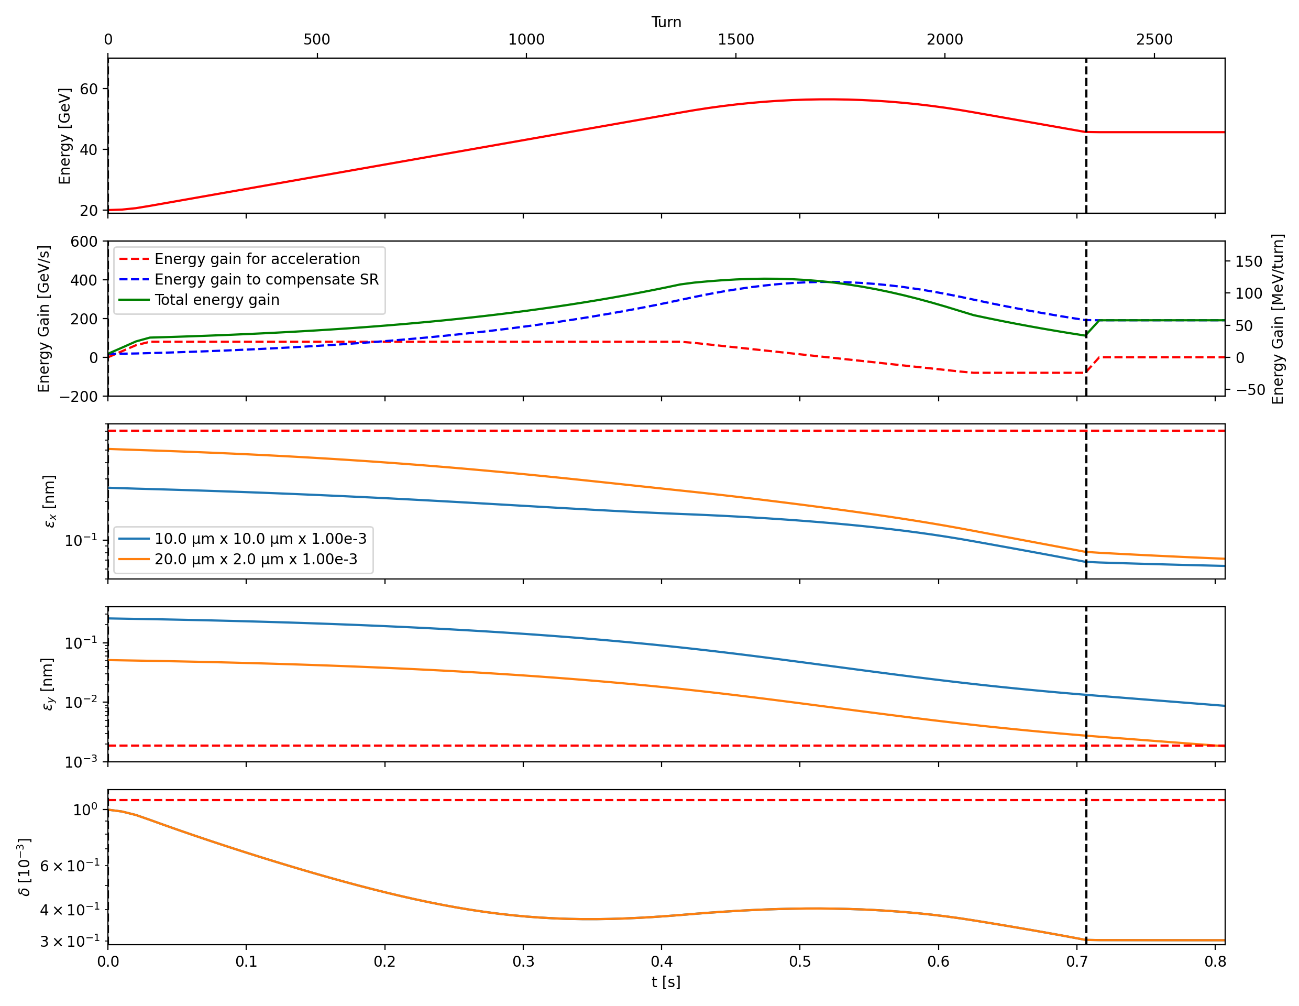 Turn
0 500 1000 1500 2000 2500
60
40
20
Energy [GeV]
600
400
200
0
−200
Energy Gain [GeV/s]
Energy gain for acceleration
Energy gain to compensate SR
Total energy gain
150
100
50
0
−50
Energy Gain [MeV/turn]
10⁻¹
εₓ [nm]
10.0 μm x 10.0 μm x 1.00e-3
20.0 μm x 2.0 μm x 1.00e-3
10⁻¹
10⁻²
10⁻³
ε_y [nm]
10⁰
6 × 10⁻¹
4 × 10⁻¹
3 × 10⁻¹
δ [10⁻³]
0.0 0.1 0.2 0.3 0.4 0.5 0.6 0.7 0.8
t [s]